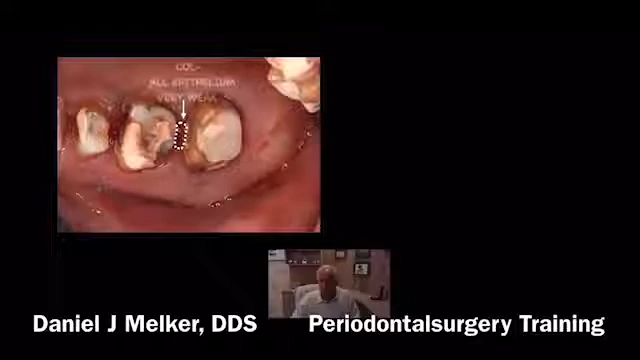 COL-
ALL EPITHELIUM
VERY WEAK
Daniel J Melker, DDS
Periodontalsurgery Training